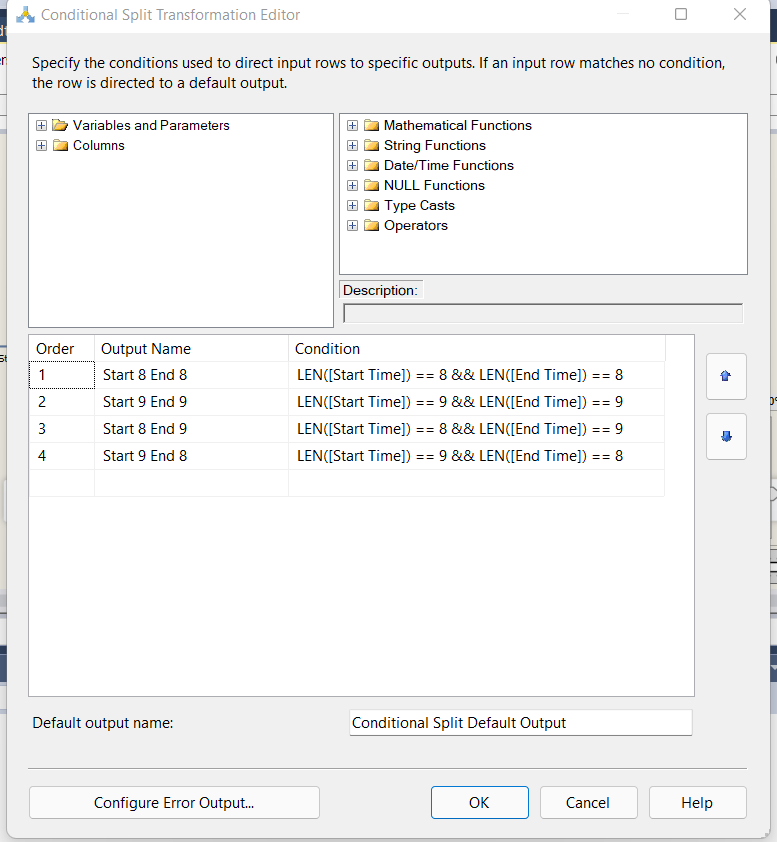 Conditional Split Transformation Editor
Specify the conditions used to direct input rows to specific outputs. If an input row matches no condition,
the row is directed to a default output.
Variables and Parameters
Columns
Mathematical Functions
String Functions
Date/Time Functions
NULL Functions
Type Casts
Operators
Description:
Order Output Name Condition
1 Start 8 End 8 LEN([Start Time]) == 8 && LEN([End Time]) == 8
2 Start 9 End 9 LEN([Start Time]) == 9 && LEN([End Time]) == 9
3 Start 8 End 9 LEN([Start Time]) == 8 && LEN([End Time]) == 9
4 Start 9 End 8 LEN([Start Time]) == 9 && LEN([End Time]) == 8
Default output name: Conditional Split Default Output
Configure Error Output... OK Cancel Help